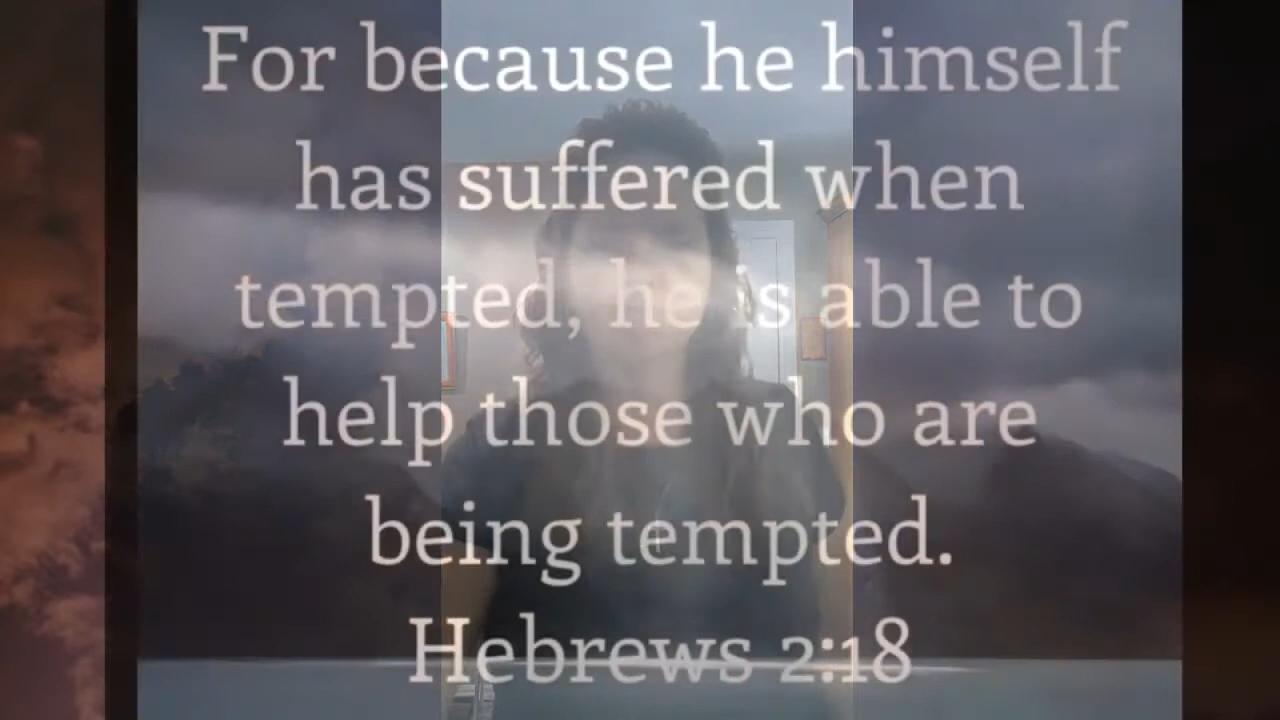 For because he himself
has suffered when
tempted, he is able to
help those who are
being tempted.
Hebrews 2:18